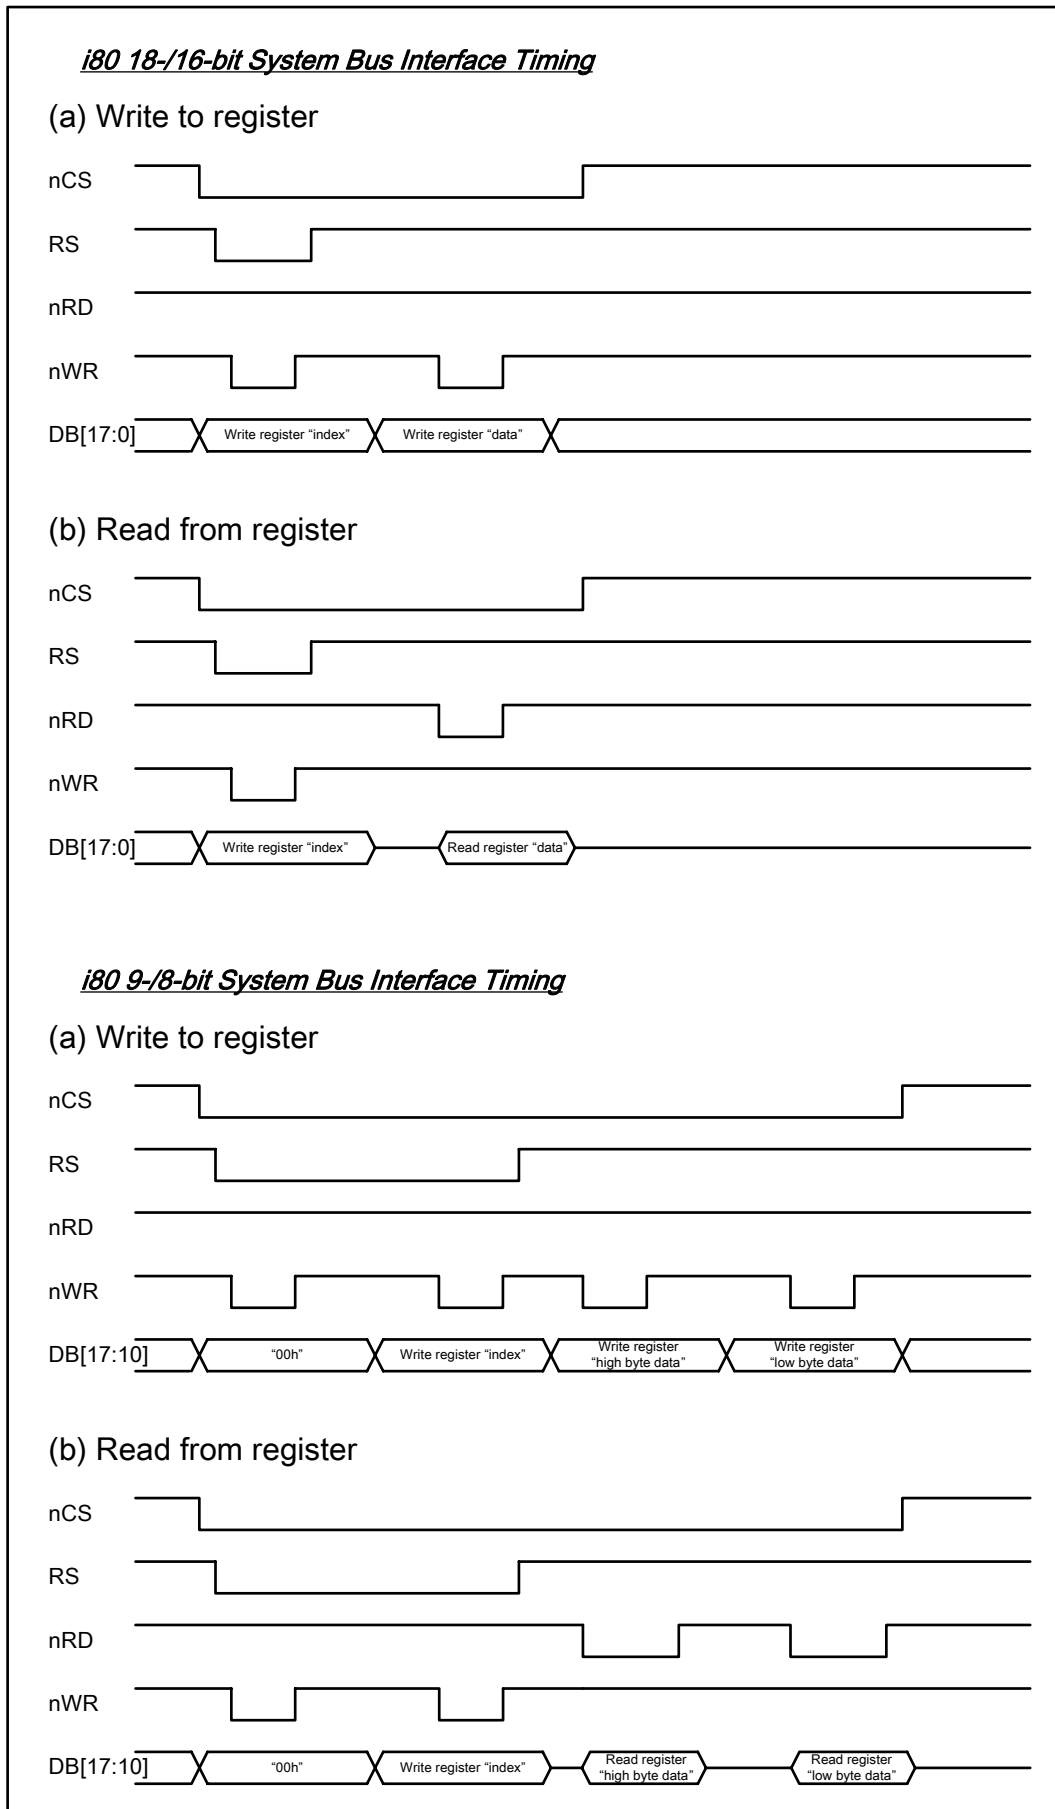 i80 18-/16-bit System Bus Interface Timing
(a) Write to register
nCS
RS
nRD
nWR
DB[17:0]
Write register “index”
Write register “data”
(b) Read from register
nCS
RS
nRD
nWR
DB[17:0]
Write register “index”
Read register “data”
i80 9-/8-bit System Bus Interface Timing
(a) Write to register
nCS
RS
nRD
nWR
DB[17:10]
“00h”
Write register “index”
Write register
“high byte data”
Write register
“low byte data”
(b) Read from register
nCS
RS
nRD
nWR
DB[17:10]
“00h”
Write register “index”
Read register
“high byte data”
Read register
“low byte data”